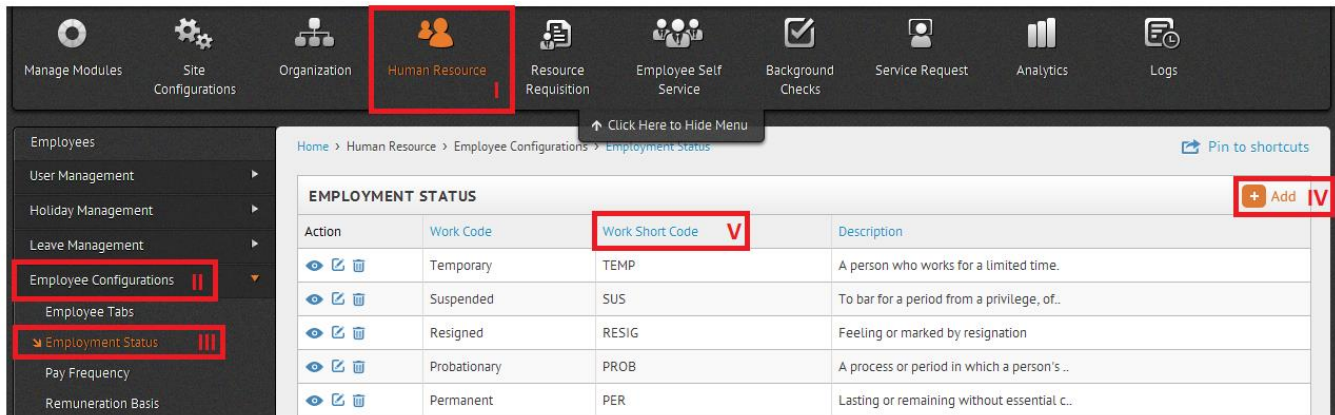 Manage Modules
Site
Configurations
Organization
Human Resource
I
Resource
Requisition
Employee Self
Service
Background
Checks
Service Request
Analytics
Logs
↑ Click Here to Hide Menu
Employees
User Management
Holiday Management
Leave Management
Employee Configurations II
Employee Tabs
Employment Status III
Pay Frequency
Remuneration Basis
Home > Human Resource > Employee Configurations > Employment Status
Pin to shortcuts
EMPLOYMENT STATUS
+ Add IV
Action Work Code Work Short Code V Description
Temporary TEMP A person who works for a limited time.
Suspended SUS To bar for a period from a privilege, of..
Resigned RESIG Feeling or marked by resignation
Probationary PROB A process or period in which a person's ..
Permanent PER Lasting or remaining without essential c..